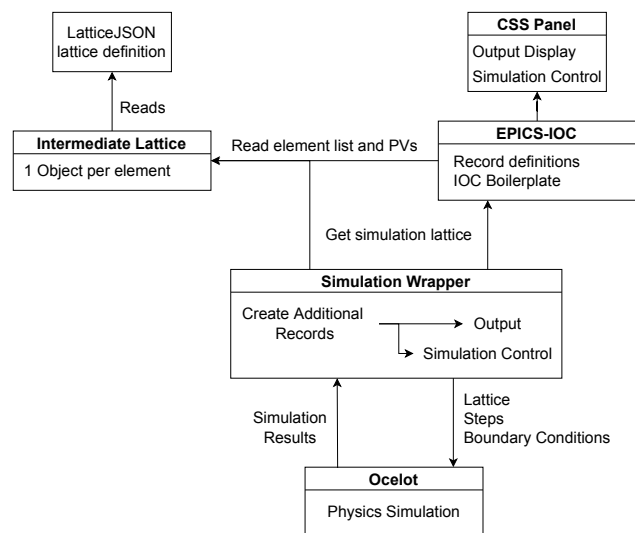 LatticeJSON
lattice definition
CSS Panel
Output Display
Simulation Control
Reads
Intermediate Lattice
1 Object per element
Read element list and PVs
EPICS-IOC
Record definitions
IOC Boilerplate
Get simulation lattice
Simulation Wrapper
Create Additional
Records
Output
Simulation Control
Simulation
Results
Lattice
Steps
Boundary Conditions
Ocelot
Physics Simulation